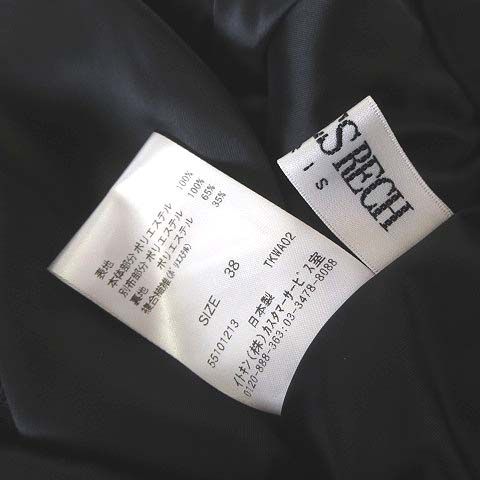 'S RECH
I S
表地
本体部分 ポリエステル 100%
別布部分 ポリエステル 100%
裏地 ポリエステル 65%
複合繊維(ポリエステル) 35%
SIZE 38
55101213 TKWA02
日本製
イトキン(株)カスタマーサービス室
0120-888-363:03-3478-8088